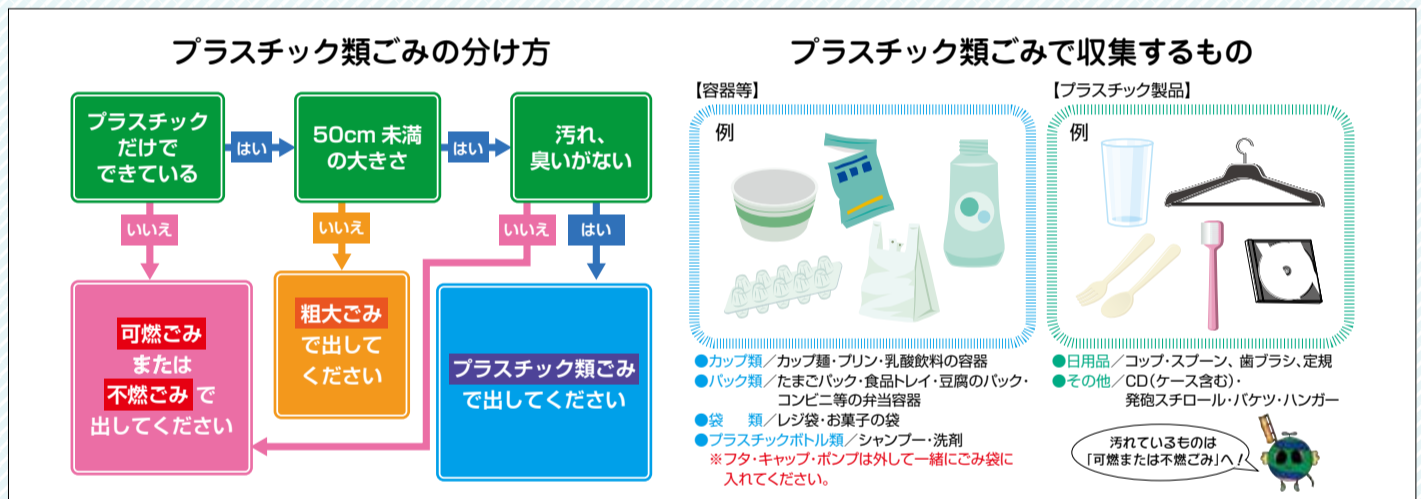 プラスチック類ごみの分け方
プラスチック
だけで
できている
はい
50cm 未満
の大きさ
はい
汚れ、
臭いがない
いいえ
いいえ
いいえ
はい
可燃ごみ
または
不燃ごみ で
出してください
粗大ごみ
で出して
ください
プラスチック類ごみ
で出してください
プラスチック類ごみで収集するもの
【容器等】
例
●カップ類／カップ麺・プリン・乳酸飲料の容器
●パック類／たまごパック・食品トレイ・豆腐のパック・
コンビニ等の弁当容器
●袋　類／レジ袋・お菓子の袋
●プラスチックボトル類／シャンプー・洗剤
※フタ・キャップ・ポンプは外して一緒にごみ袋に
入れてください。
【プラスチック製品】
例
●日用品／コップ・スプーン、歯ブラシ、定規
●その他／CD（ケース含む）・
発砲スチロール・バケツ・ハンガー
汚れているものは
「可燃または不燃ごみ」へ！